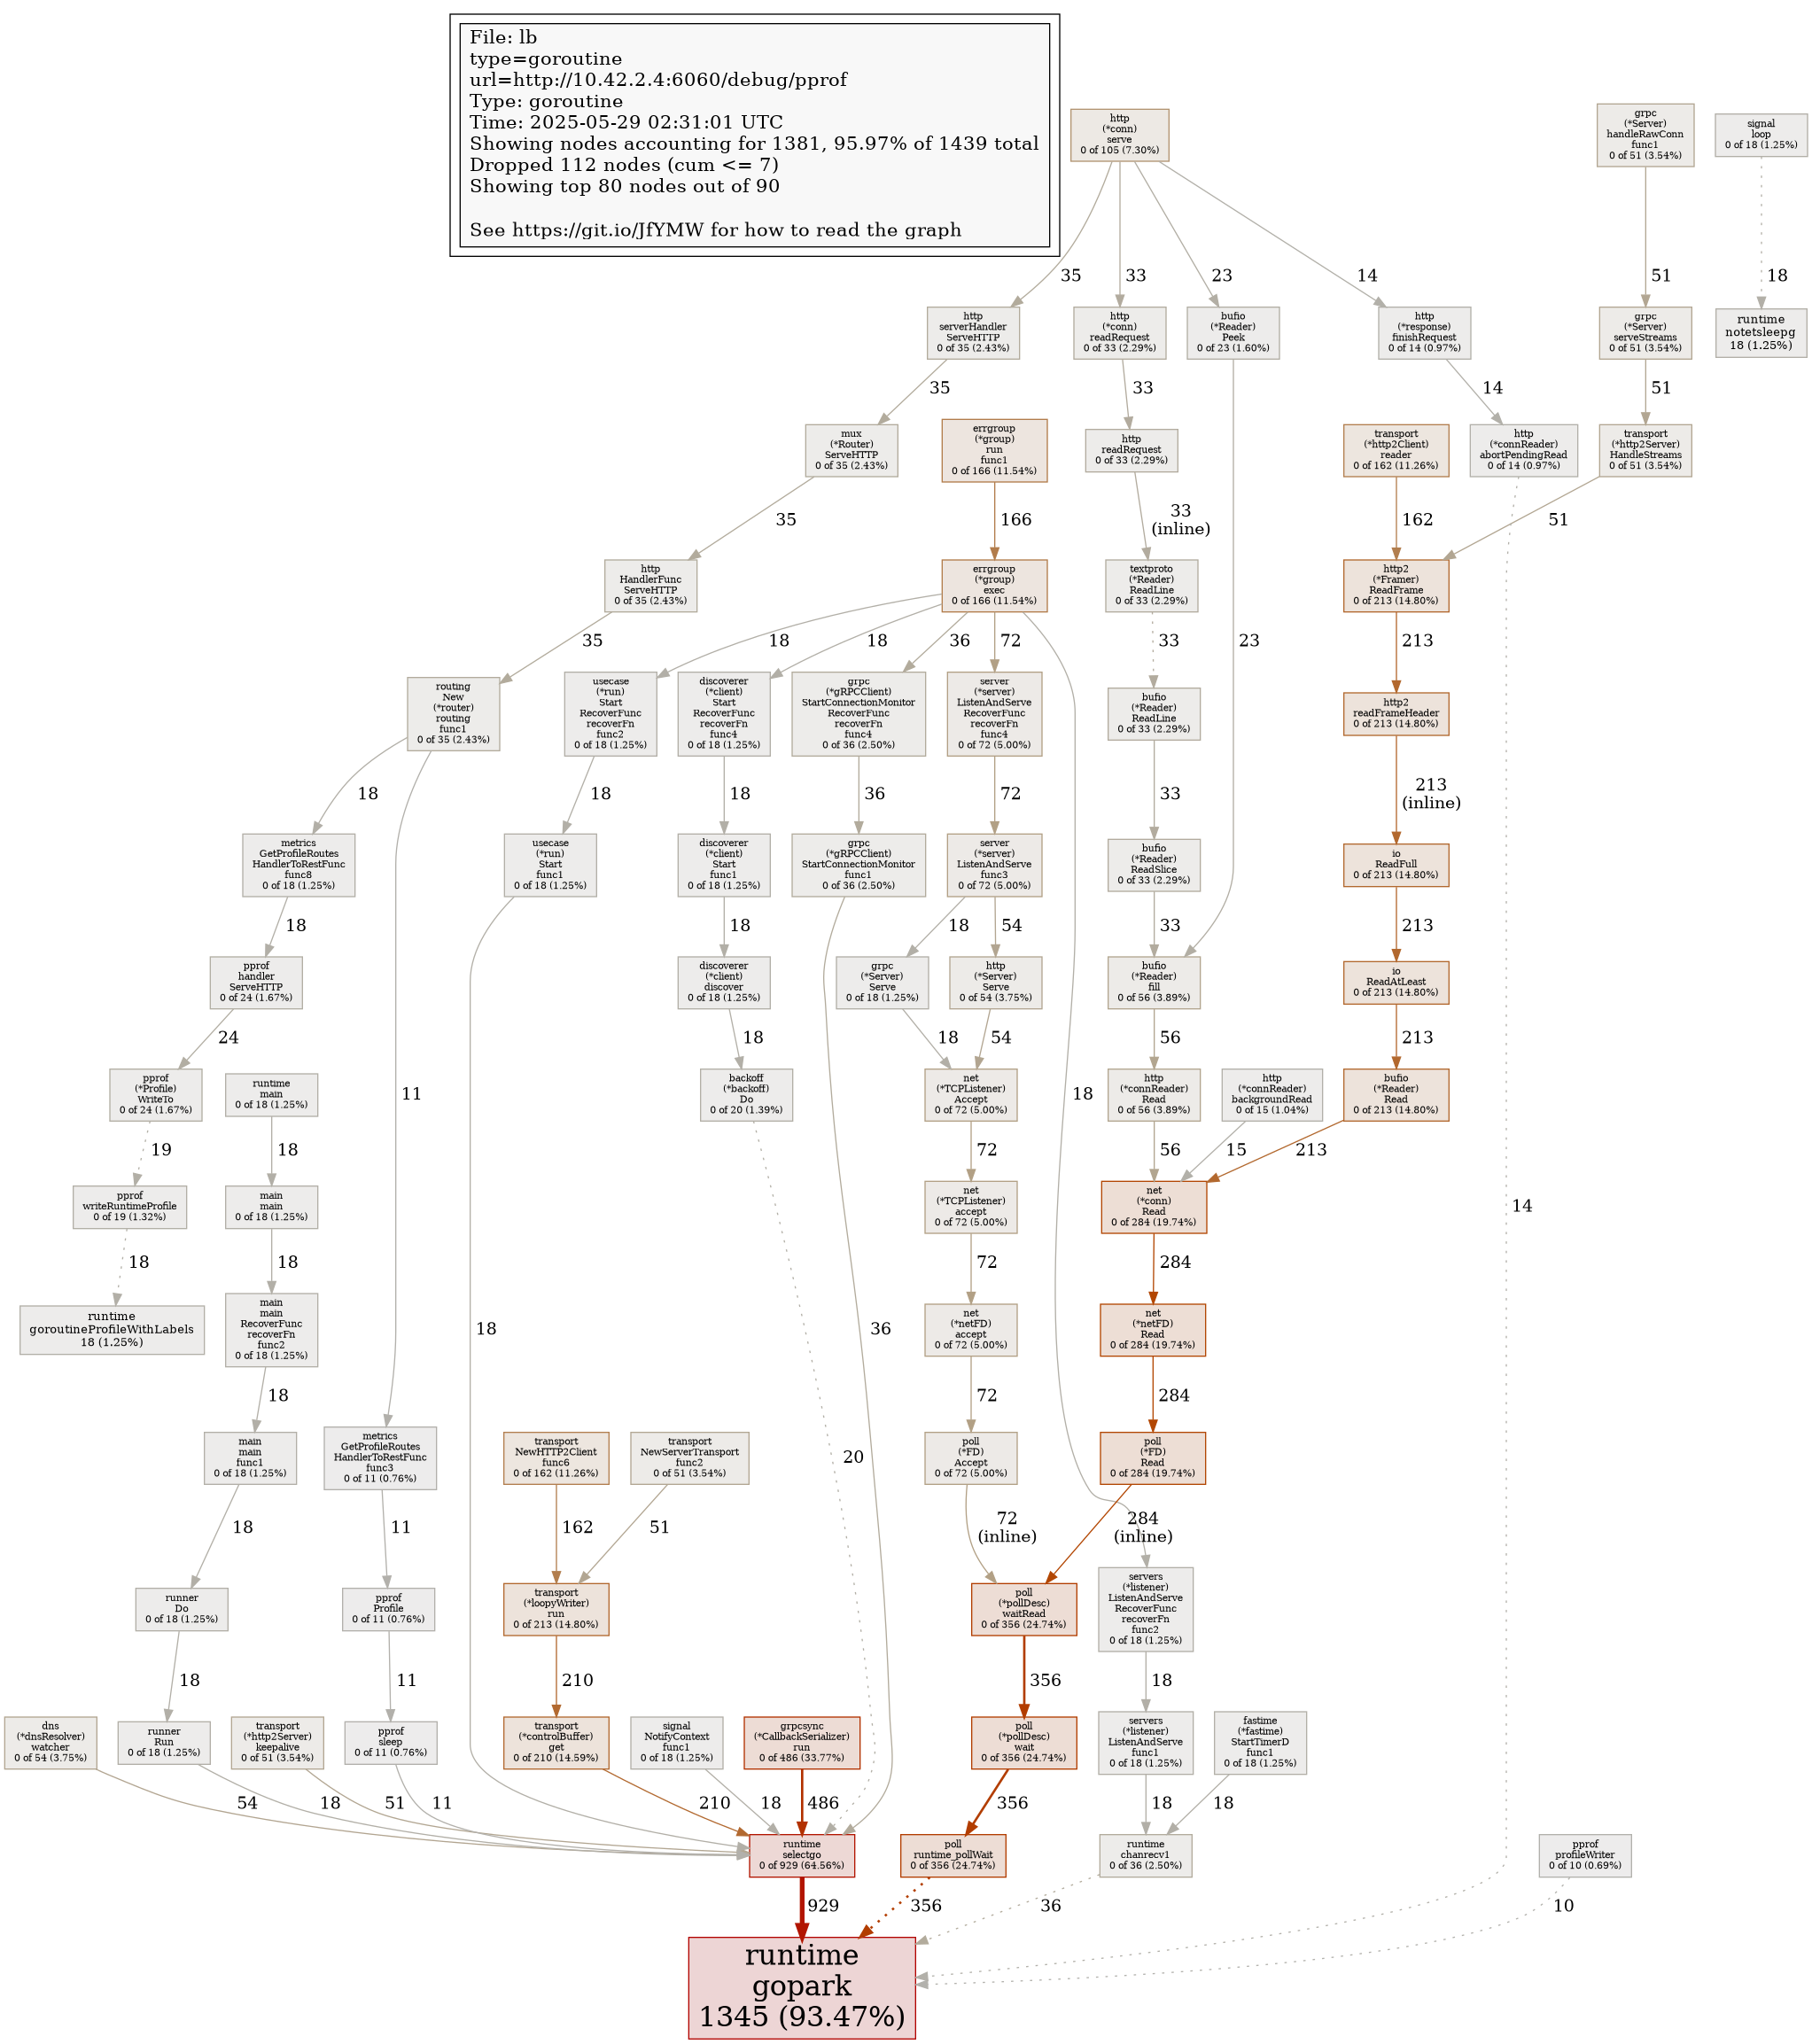 File: lb
type=goroutine
url=http://10.42.2.4:6060/debug/pprof
Type: goroutine
Time: 2025-05-29 02:31:01 UTC
Showing nodes accounting for 1381, 95.97% of 1439 total
Dropped 112 nodes (cum <= 7)
Showing top 80 nodes out of 90
See https://git.io/JfYMW for how to read the graph
http
(*conn)
serve
0 of 105 (7.30%)
grpc
(*Server)
handleRawConn
func1
0 of 51 (3.54%)
signal
loop
0 of 18 (1.25%)
35
33
23
14
51
18
http
serverHandler
ServeHTTP
0 of 35 (2.43%)
http
(*conn)
readRequest
0 of 33 (2.29%)
bufio
(*Reader)
Peek
0 of 23 (1.60%)
http
(*response)
finishRequest
0 of 14 (0.97%)
grpc
(*Server)
serveStreams
0 of 51 (3.54%)
runtime
notetsleepg
18 (1.25%)
35
33
14
51
mux
(*Router)
ServeHTTP
0 of 35 (2.43%)
errgroup
(*group)
run
func1
0 of 166 (11.54%)
http
readRequest
0 of 33 (2.29%)
transport
(*http2Client)
reader
0 of 162 (11.26%)
http
(*connReader)
abortPendingRead
0 of 14 (0.97%)
transport
(*http2Server)
HandleStreams
0 of 51 (3.54%)
35
166
33
(inline)
162
51
http
HandlerFunc
ServeHTTP
0 of 35 (2.43%)
errgroup
(*group)
exec
0 of 166 (11.54%)
textproto
(*Reader)
ReadLine
0 of 33 (2.29%)
http2
(*Framer)
ReadFrame
0 of 213 (14.80%)
35
18
18
36
72
33
23
213
routing
New
(*router)
routing
func1
0 of 35 (2.43%)
usecase
(*run)
Start
RecoverFunc
recoverFn
func2
0 of 18 (1.25%)
discoverer
(*client)
Start
RecoverFunc
recoverFn
func4
0 of 18 (1.25%)
grpc
(*gRPCClient)
StartConnectionMonitor
RecoverFunc
recoverFn
func4
0 of 36 (2.50%)
server
(*server)
ListenAndServe
RecoverFunc
recoverFn
func4
0 of 72 (5.00%)
bufio
(*Reader)
ReadLine
0 of 33 (2.29%)
http2
readFrameHeader
0 of 213 (14.80%)
18
18
18
36
72
33
213
(inline)
metrics
GetProfileRoutes
HandlerToRestFunc
func8
0 of 18 (1.25%)
usecase
(*run)
Start
func1
0 of 18 (1.25%)
discoverer
(*client)
Start
func1
0 of 18 (1.25%)
grpc
(*gRPCClient)
StartConnectionMonitor
func1
0 of 36 (2.50%)
server
(*server)
ListenAndServe
func3
0 of 72 (5.00%)
bufio
(*Reader)
ReadSlice
0 of 33 (2.29%)
io
ReadFull
0 of 213 (14.80%)
18
18
18
54
33
213
pprof
handler
ServeHTTP
0 of 24 (1.67%)
discoverer
(*client)
discover
0 of 18 (1.25%)
grpc
(*Server)
Serve
0 of 18 (1.25%)
http
(*Server)
Serve
0 of 54 (3.75%)
bufio
(*Reader)
fill
0 of 56 (3.89%)
io
ReadAtLeast
0 of 213 (14.80%)
24
18
18
54
56
213
pprof
(*Profile)
WriteTo
0 of 24 (1.67%)
runtime
main
0 of 18 (1.25%)
11
backoff
(*backoff)
Do
0 of 20 (1.39%)
net
(*TCPListener)
Accept
0 of 72 (5.00%)
18
http
(*connReader)
Read
0 of 56 (3.89%)
http
(*connReader)
backgroundRead
0 of 15 (1.04%)
bufio
(*Reader)
Read
0 of 213 (14.80%)
19
18
72
56
15
213
pprof
writeRuntimeProfile
0 of 19 (1.32%)
main
main
0 of 18 (1.25%)
net
(*TCPListener)
accept
0 of 72 (5.00%)
net
(*conn)
Read
0 of 284 (19.74%)
14
18
18
72
284
runtime
goroutineProfileWithLabels
18 (1.25%)
main
main
RecoverFunc
recoverFn
func2
0 of 18 (1.25%)
18
36
net
(*netFD)
accept
0 of 72 (5.00%)
net
(*netFD)
Read
0 of 284 (19.74%)
18
72
284
main
main
func1
0 of 18 (1.25%)
metrics
GetProfileRoutes
HandlerToRestFunc
func3
0 of 11 (0.76%)
transport
NewHTTP2Client
func6
0 of 162 (11.26%)
transport
NewServerTransport
func2
0 of 51 (3.54%)
20
poll
(*FD)
Accept
0 of 72 (5.00%)
poll
(*FD)
Read
0 of 284 (19.74%)
18
11
162
51
72
(inline)
284
(inline)
runner
Do
0 of 18 (1.25%)
pprof
Profile
0 of 11 (0.76%)
transport
(*loopyWriter)
run
0 of 213 (14.80%)
poll
(*pollDesc)
waitRead
0 of 356 (24.74%)
servers
(*listener)
ListenAndServe
RecoverFunc
recoverFn
func2
0 of 18 (1.25%)
18
11
210
356
18
dns
(*dnsResolver)
watcher
0 of 54 (3.75%)
runner
Run
0 of 18 (1.25%)
transport
(*http2Server)
keepalive
0 of 51 (3.54%)
pprof
sleep
0 of 11 (0.76%)
transport
(*controlBuffer)
get
0 of 210 (14.59%)
signal
NotifyContext
func1
0 of 18 (1.25%)
grpcsync
(*CallbackSerializer)
run
0 of 486 (33.77%)
poll
(*pollDesc)
wait
0 of 356 (24.74%)
servers
(*listener)
ListenAndServe
func1
0 of 18 (1.25%)
fastime
(*fastime)
StartTimerD
func1
0 of 18 (1.25%)
54
18
51
11
210
18
486
356
18
18
runtime
selectgo
0 of 929 (64.56%)
poll
runtime_pollWait
0 of 356 (24.74%)
runtime
chanrecv1
0 of 36 (2.50%)
pprof
profileWriter
0 of 10 (0.69%)
929
356
36
10
runtime
gopark
1345 (93.47%)